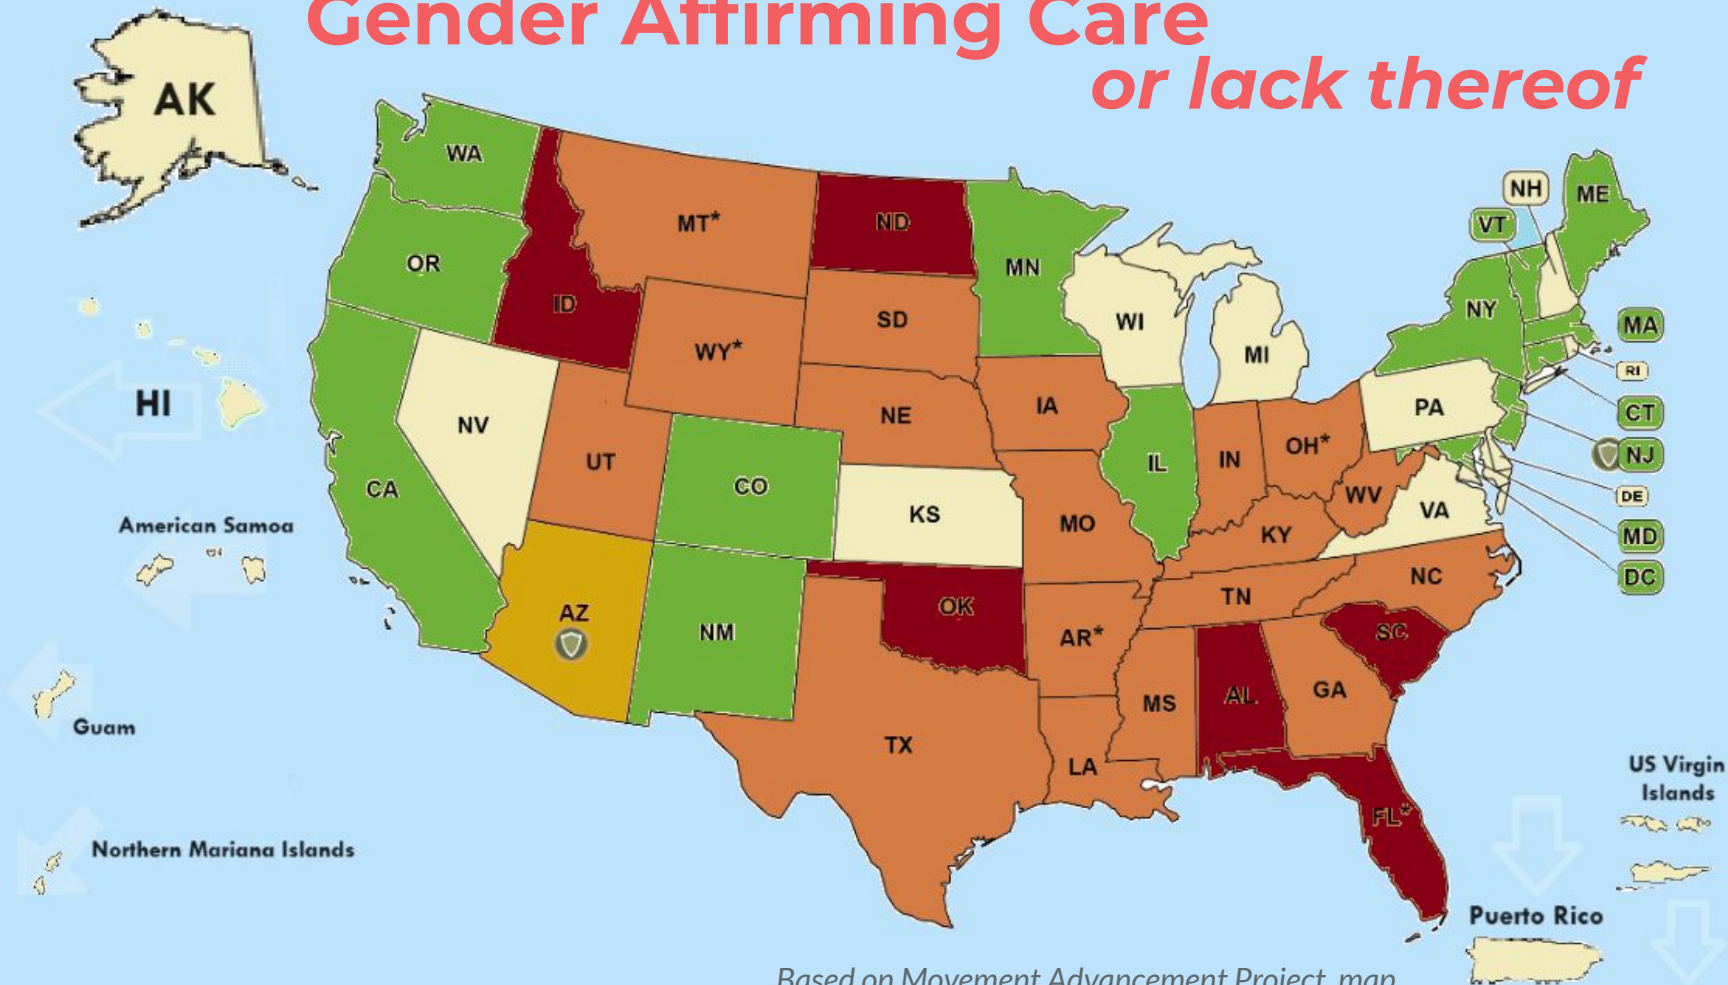 Gender Affirming Care
or lack thereof
AK
WA
MT*
ND
MN
NH
ME
VT
OR
ID
SD
WI
NY
MA
WY*
MI
RI
HI
NV
NE
IA
PA
CT
UT
CO
IL
IN
OH*
NJ
CA
KS
MO
WV
VA
DE
American Samoa
KY
MD
AZ
NM
OK
AR*
TN
NC
DC
SC
MS
AL
GA
Guam
TX
LA
US Virgin
Islands
FL*
Northern Mariana Islands
Puerto Rico
Based on Movement Advancement Project map